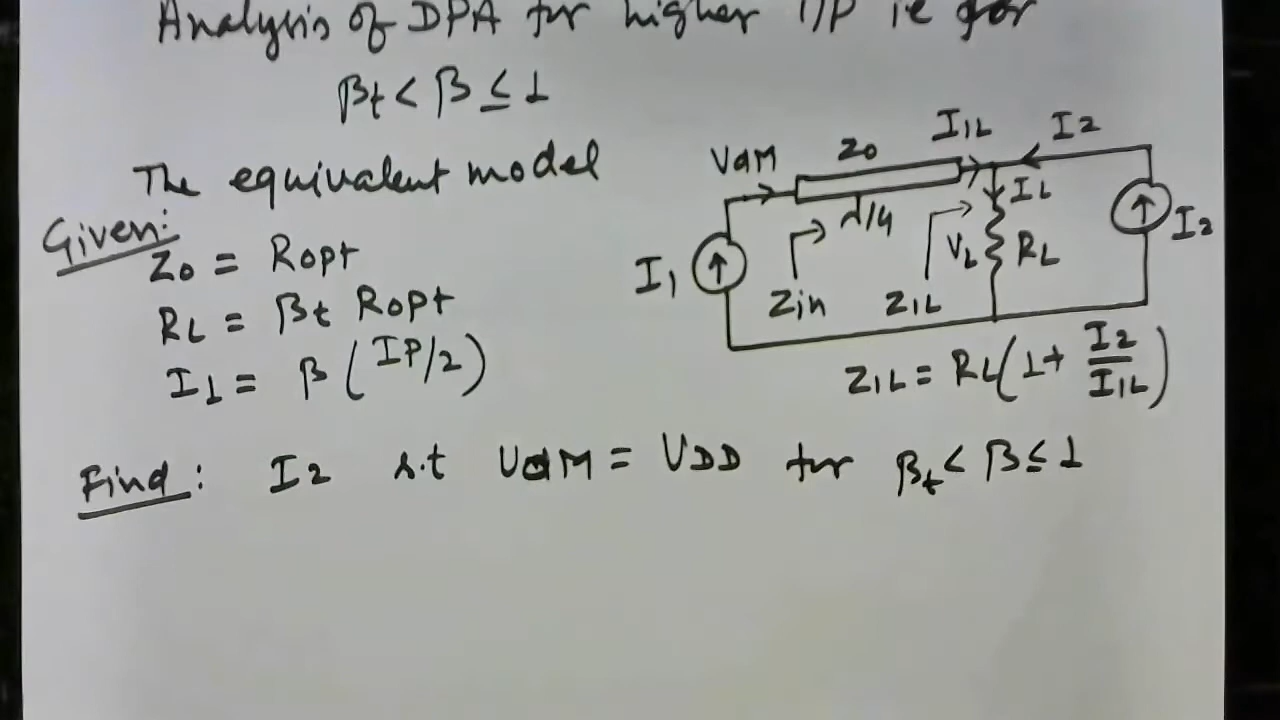 Analysis of DPA for higher I/P ie for
βt < β ≤ 1
The equivalent model
Given:
Z0 = Ropt
RL = βt Ropt
I1 = β (IP/2)
VdM
Z0
I1L
I2
λ/4
IL
I1
Zin
Z1L
VL
RL
I2
Z1L = RL(1 + I2/I1L)
Find: I2 s.t VdM = VDD for βt < β ≤ 1